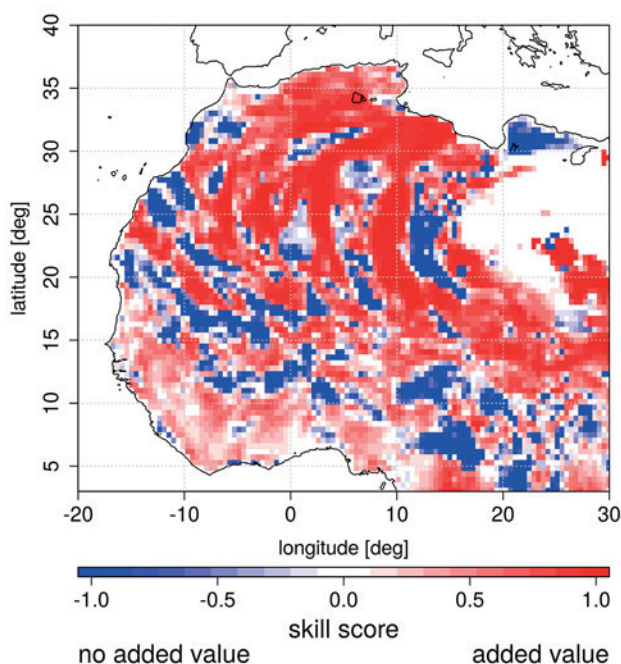 40
35
30
25
20
15
10
5
latitude [deg]
-20 -10 0 10 20 30
longitude [deg]
-1.0 -0.5 0.0 0.5 1.0
skill score
no added value added value